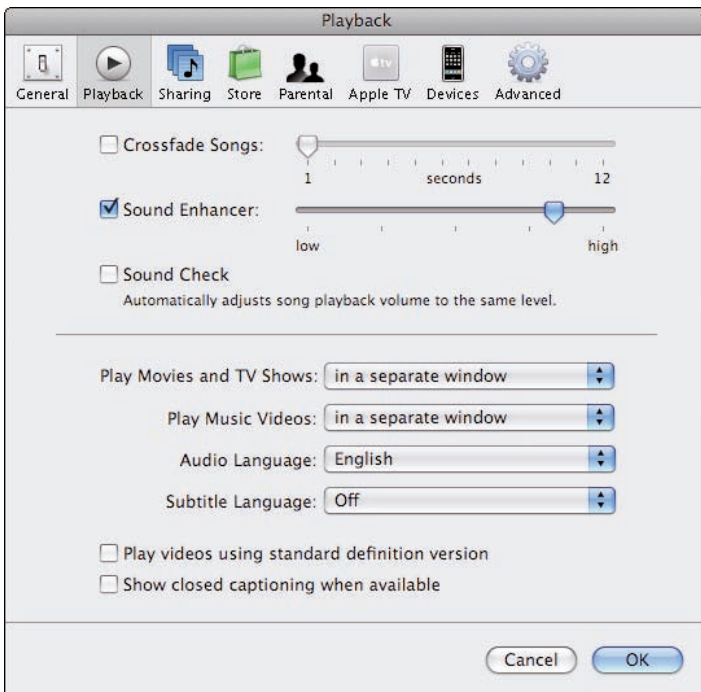 Playback
General Playback Sharing Store Parental Apple TV Devices Advanced
Crossfade Songs:
1 seconds 12
Sound Enhancer:
low high
Sound Check
Automatically adjusts song playback volume to the same level.
Play Movies and TV Shows: in a separate window
Play Music Videos: in a separate window
Audio Language: English
Subtitle Language: Off
Play videos using standard definition version
Show closed captioning when available
Cancel OK